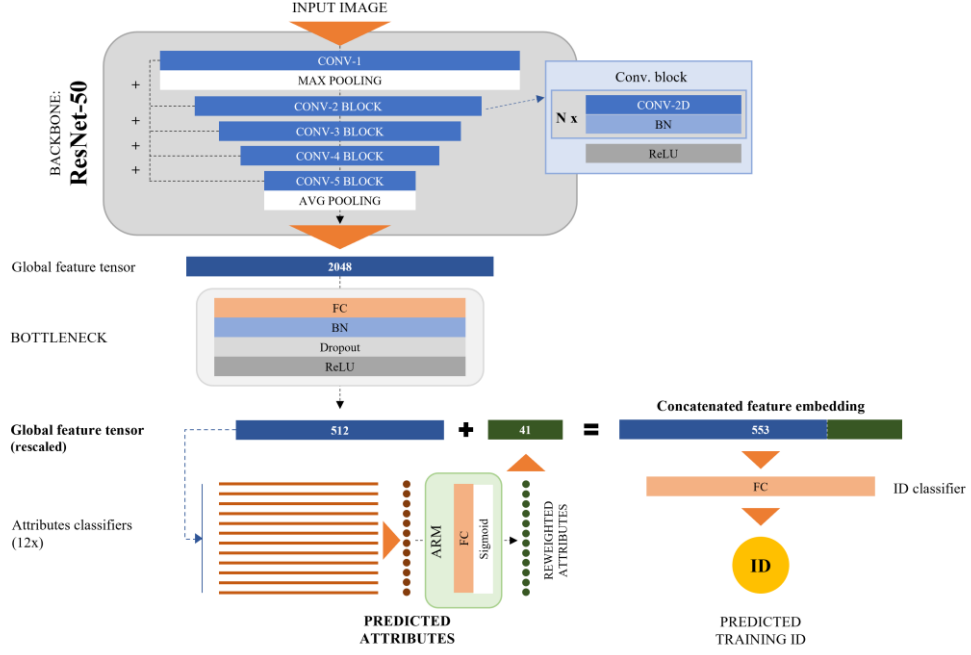 INPUT IMAGE
BACKBONE:
ResNet-50
+
+
+
+
CONV-1
MAX POOLING
CONV-2 BLOCK
CONV-3 BLOCK
CONV-4 BLOCK
CONV-5 BLOCK
AVG POOLING
Conv. block
N x
CONV-2D
BN
ReLU
Global feature tensor
2048
BOTTLENECK
FC
BN
Dropout
ReLU
Global feature tensor
(rescaled)
512
+
41
=
Concatenated feature embedding
553
FC
ID classifier
Attributes classifiers
(12x)
ARM
FC
Sigmoid
REWEIGHTED
ATTRIBUTES
ID
PREDICTED
ATTRIBUTES
PREDICTED
TRAINING ID